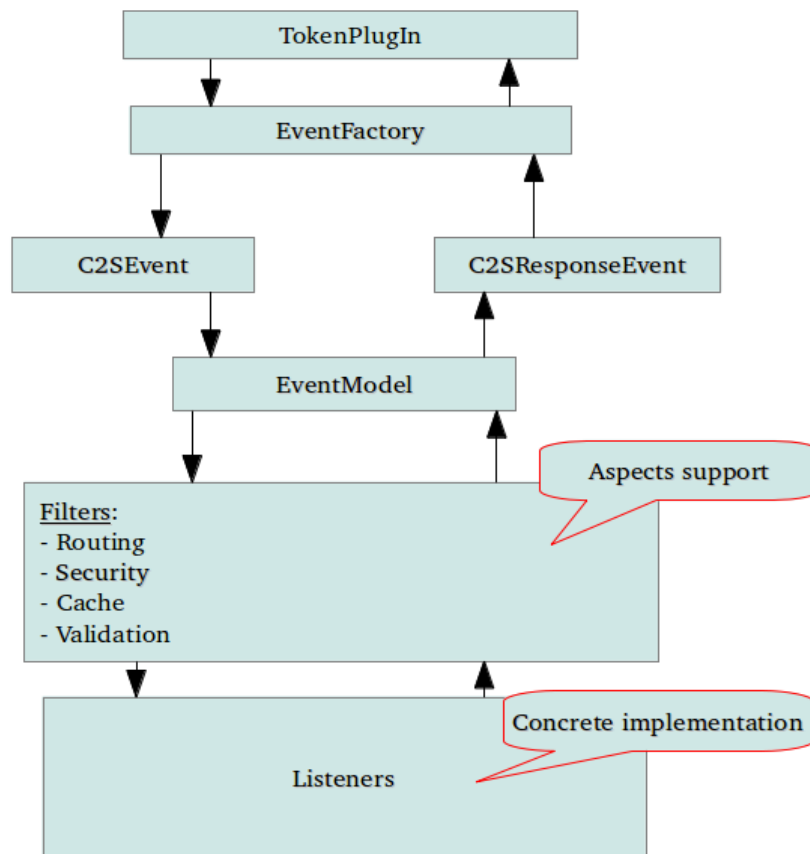 TokenPlugIn
EventFactory
C2SEvent
C2SResponseEvent
EventModel
Aspects support
Filters:
- Routing
- Security
- Cache
- Validation
Concrete implementation
Listeners